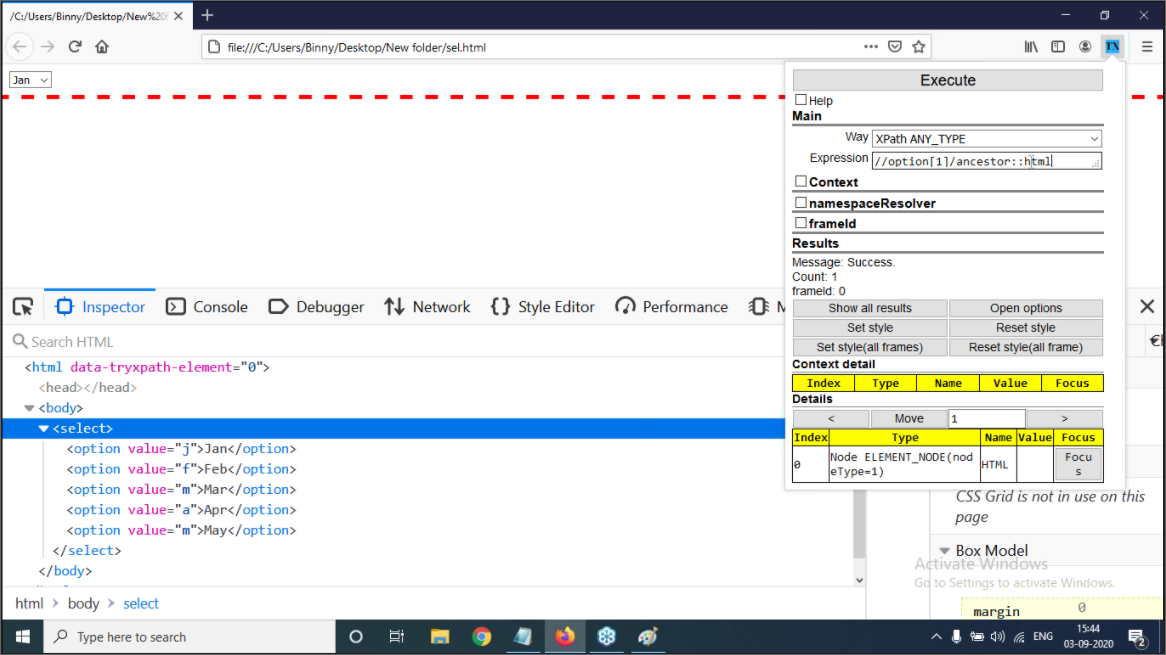 /C:/Users/Binny/Desktop/New%20
file:///C:/Users/Binny/Desktop/New folder/sel.html
TX
Jan
Execute
Help
Main
Way XPath ANY_TYPE
Expression //option[1]/ancestor::html
Context
namespaceResolver
frameId
Results
Message: Success.
Count: 1
frameId: 0
Show all results Open options
Set style Reset style
Set style(all frames) Reset style(all frame)
Context detail
Index Type Name Value Focus
Details
< Move 1 >
Index Type Name Value Focus
0 Node ELEMENT_NODE(nodeType=1) HTML Focus
Inspector Console Debugger Network Style Editor Performance M
Search HTML
<html data-tryxpath-element="0">
<head></head>
<body>
<select>
<option value="j">Jan</option>
<option value="f">Feb</option>
<option value="m">Mar</option>
<option value="a">Apr</option>
<option value="m">May</option>
</select>
</body>
html > body > select
CSS Grid is not in use on this
page
Box Model
Activate Windows
Go to Settings to activate Windows.
margin 0
Type here to search
ENG
15:44
03-09-2020
2